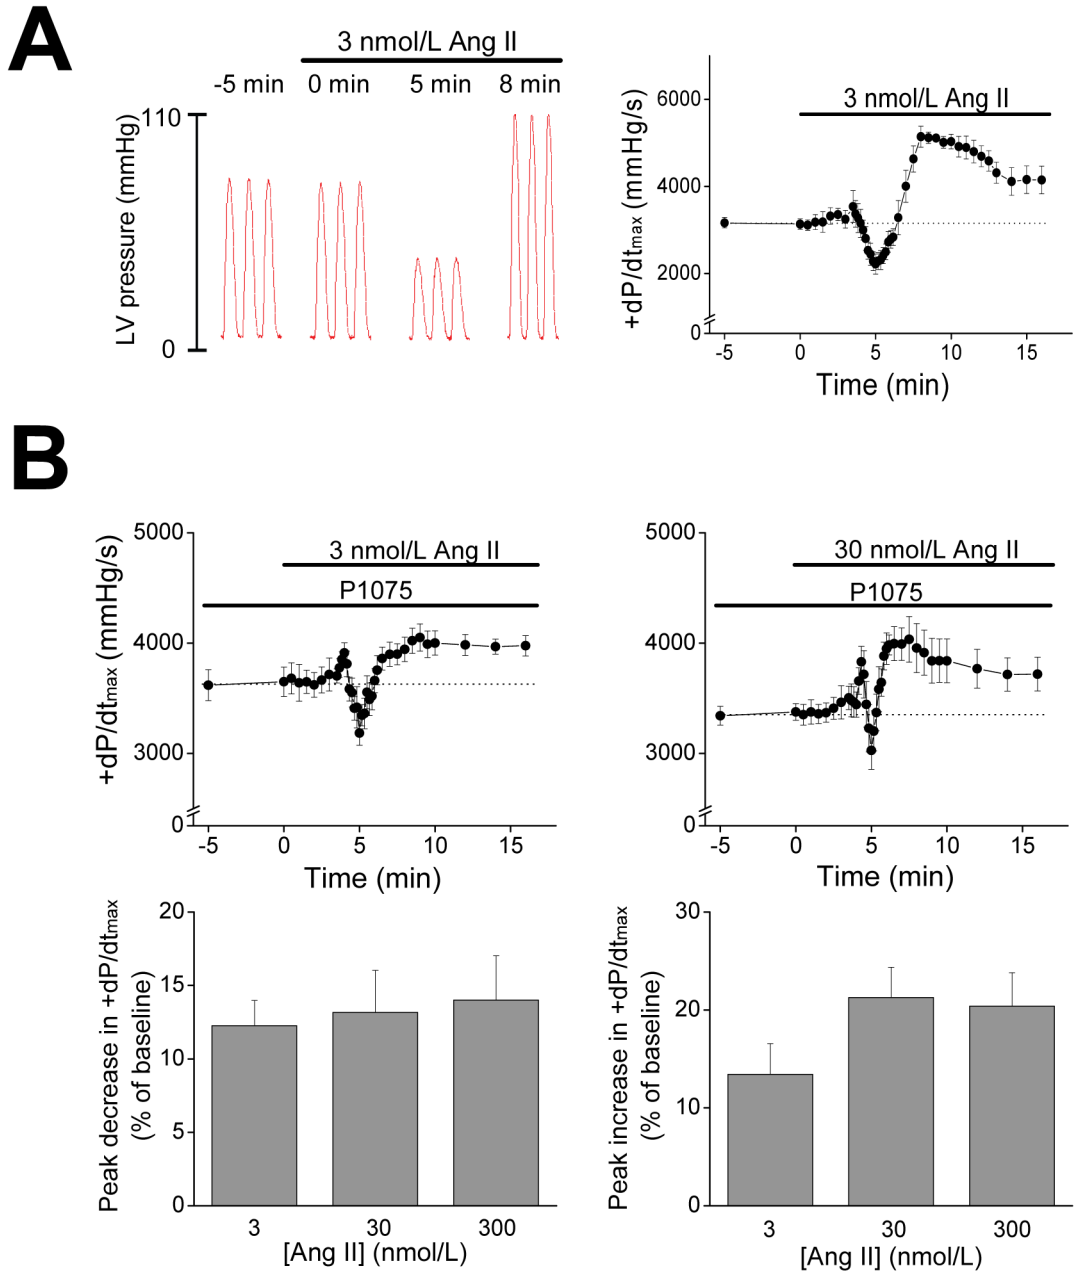 A
3 nmol/L Ang II
-5 min 0 min 5 min 8 min
110
LV pressure (mmHg)
0
3 nmol/L Ang II
+dP/dtmax (mmHg/s)
6000
4000
2000
0
-5 0 5 10 15
Time (min)
B
5000
4000
3000
0
+dP/dtmax (mmHg/s)
3 nmol/L Ang II
P1075
-5 0 5 10 15
Time (min)
5000
4000
3000
0
30 nmol/L Ang II
P1075
-5 0 5 10 15
Time (min)
Peak decrease in +dP/dtmax
(% of baseline)
20
15
10
5
0
3 30 300
[Ang II] (nmol/L)
Peak increase in +dP/dtmax
(% of baseline)
30
20
10
0
3 30 300
[Ang II] (nmol/L)